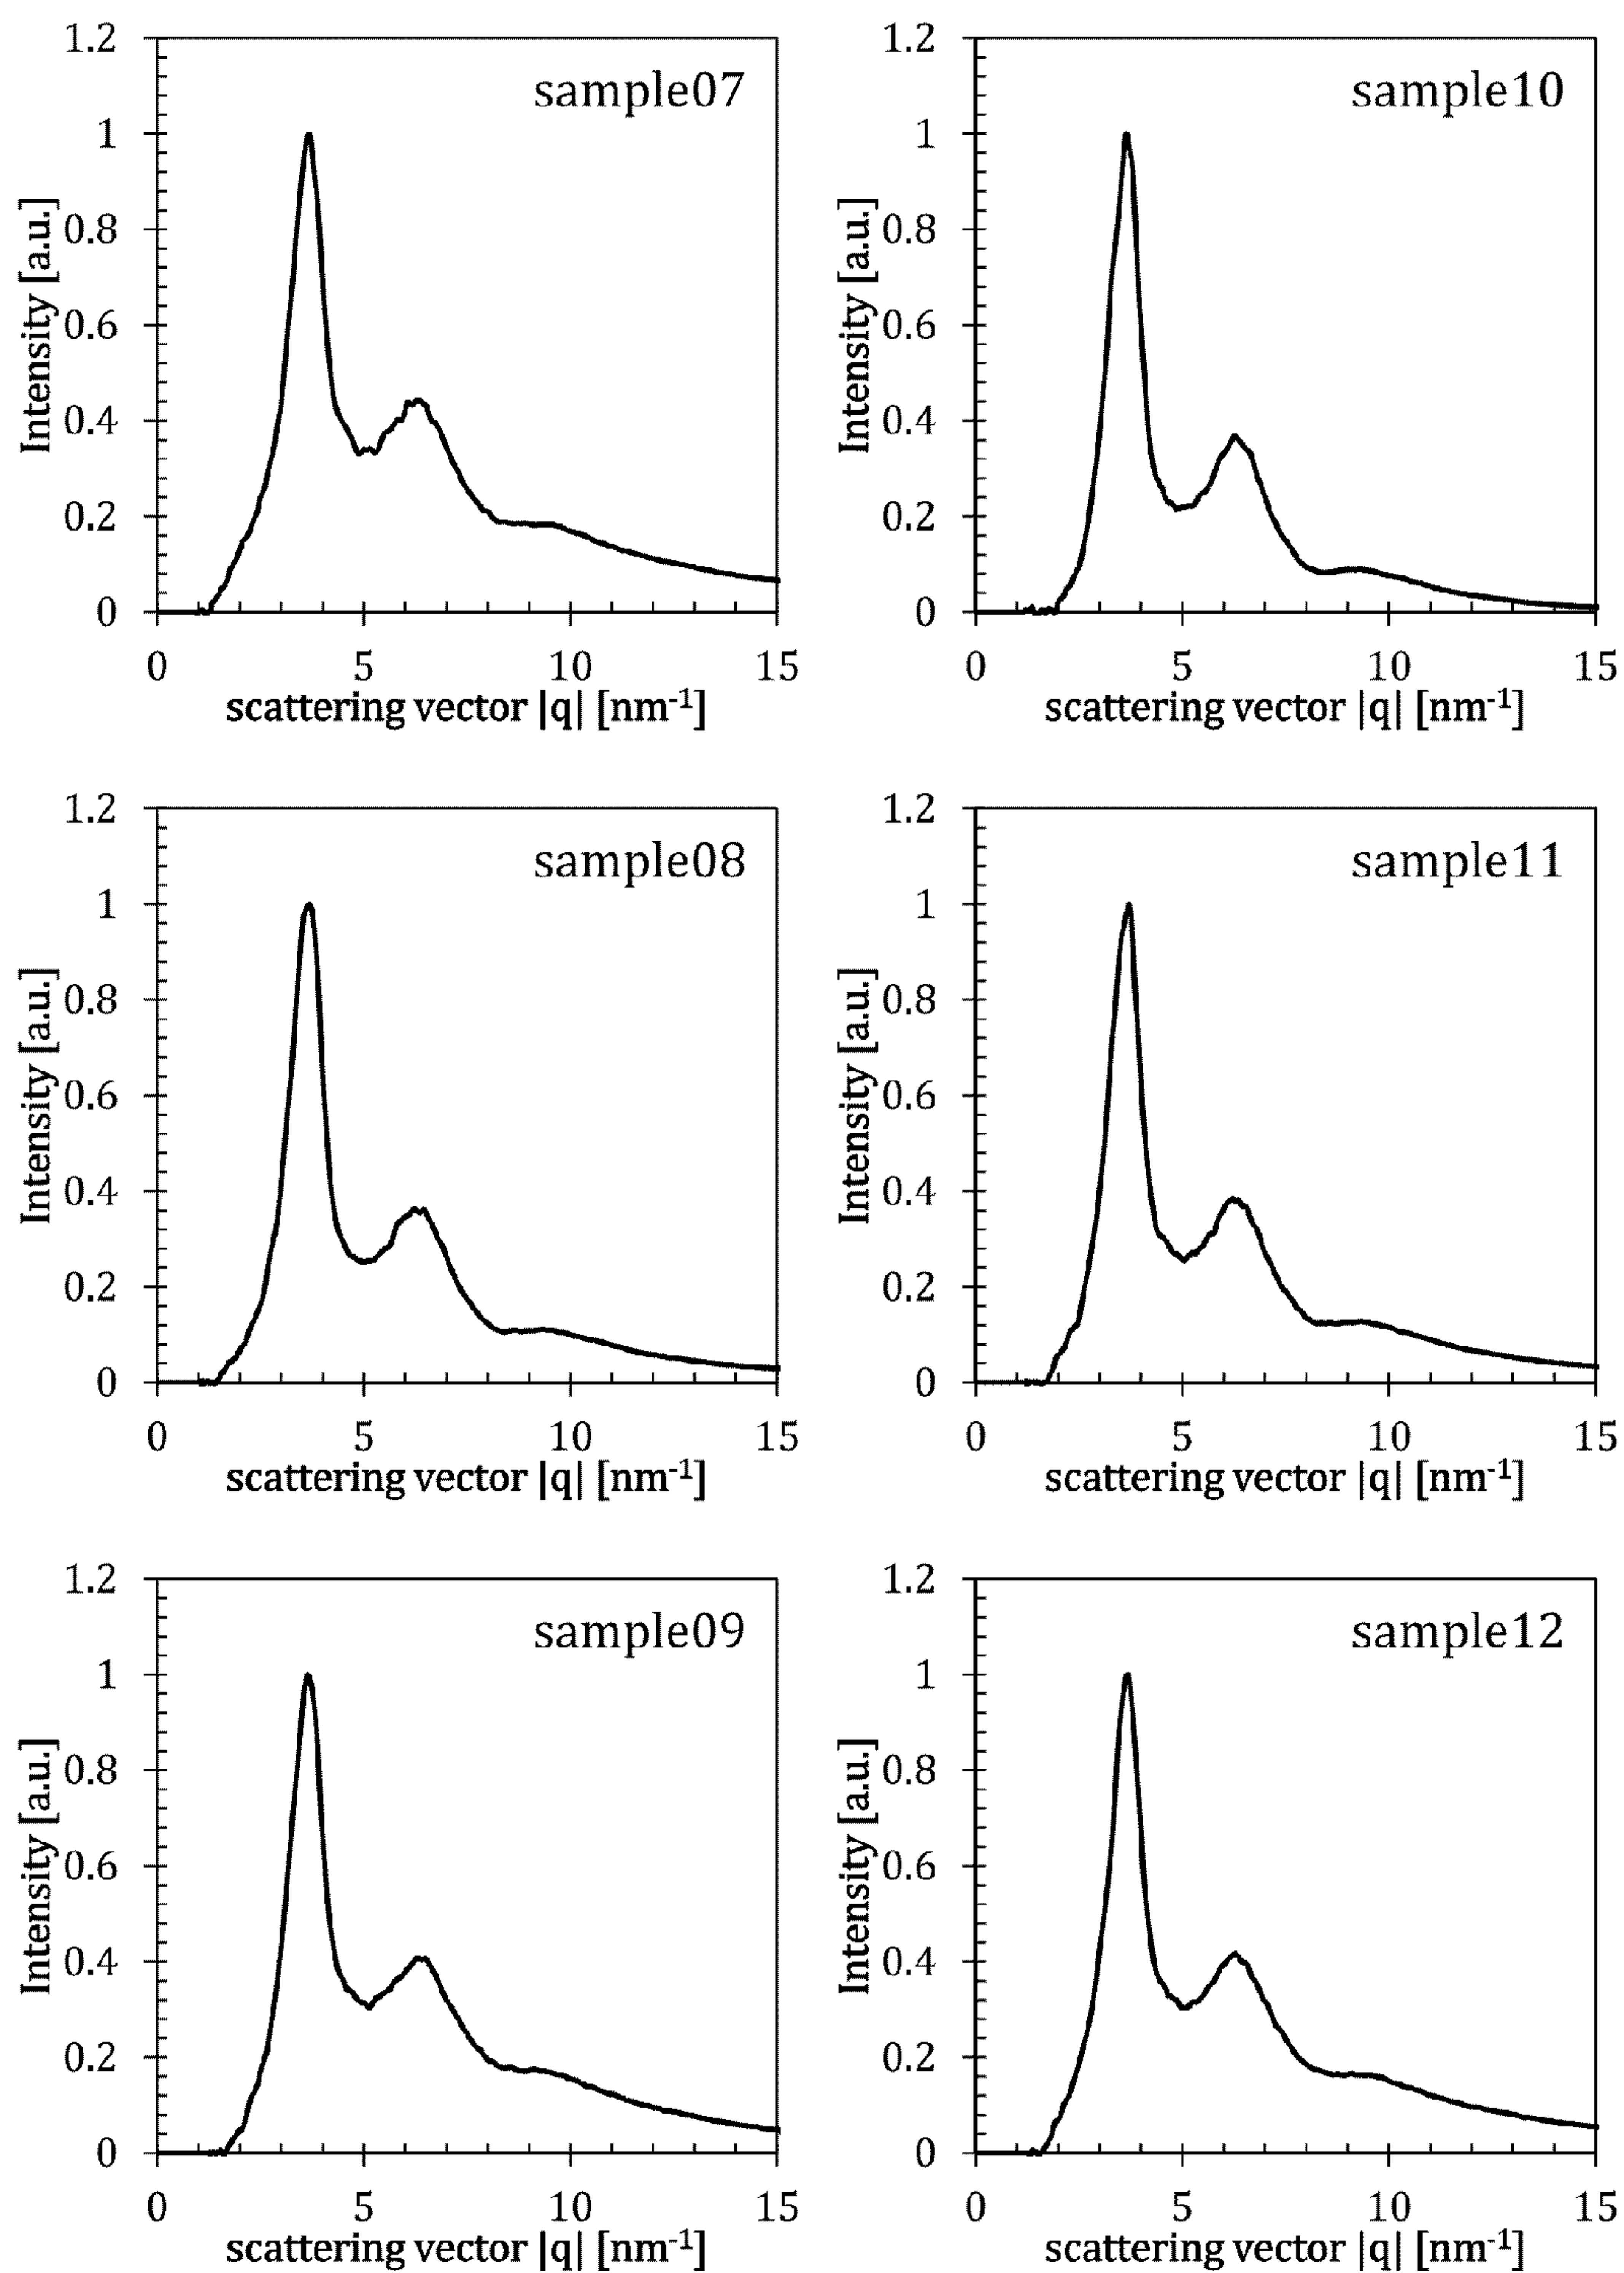 sample07
Intensity [a.u.]
1.2
1
0.8
0.6
0.4
0.2
0
0 5 10 15
scattering vector |q| [nm-1]
sample10
Intensity [a.u.]
1.2
1
0.8
0.6
0.4
0.2
0
0 5 10 15
scattering vector |q| [nm-1]
sample08
Intensity [a.u.]
1.2
1
0.8
0.6
0.4
0.2
0
0 5 10 15
scattering vector |q| [nm-1]
sample11
Intensity [a.u.]
1.2
1
0.8
0.6
0.4
0.2
0
0 5 10 15
scattering vector |q| [nm-1]
sample09
Intensity [a.u.]
1.2
1
0.8
0.6
0.4
0.2
0
0 5 10 15
scattering vector |q| [nm-1]
sample12
Intensity [a.u.]
1.2
1
0.8
0.6
0.4
0.2
0
0 5 10 15
scattering vector |q| [nm-1]